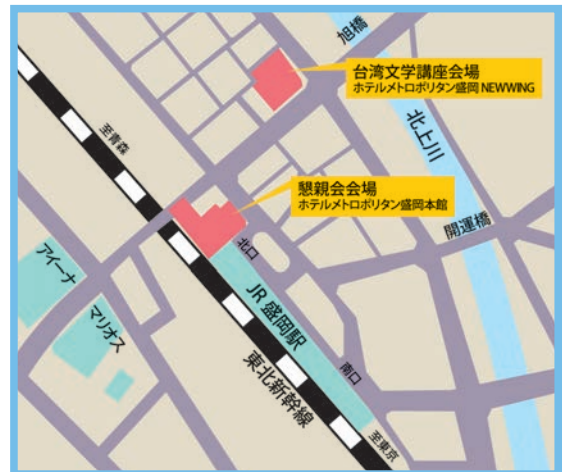 旭橋
台湾文学講座会場
ホテルメトロポリタン盛岡 NEWWING
北上川
至青森
懇親会会場
ホテルメトロポリタン盛岡本館
開運橋
北口
アイーナ
マリオス
JR 盛岡駅
東北新幹線
南口
至東京